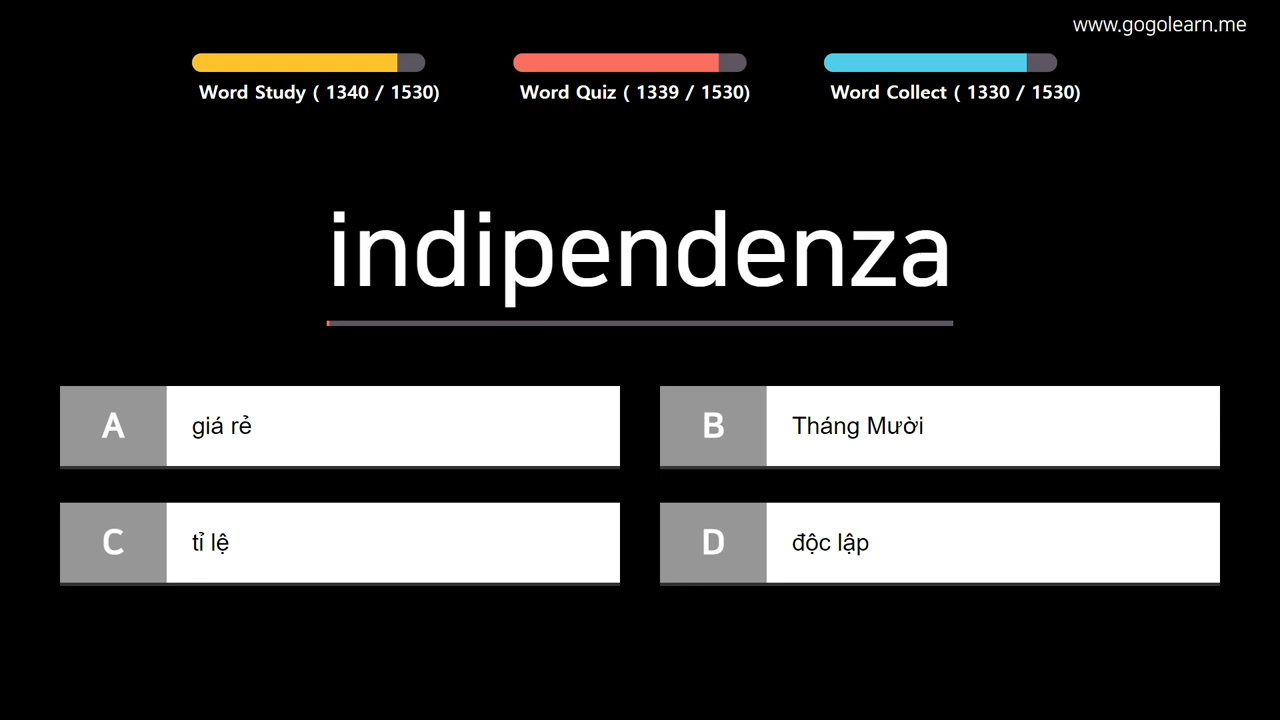 www.gogolearn.me
Word Study ( 1340 / 1530)
Word Quiz ( 1339 / 1530)
Word Collect ( 1330 / 1530)
indipendenza
A giá rẻ
B Tháng Mười
C tỉ lệ
D độc lập